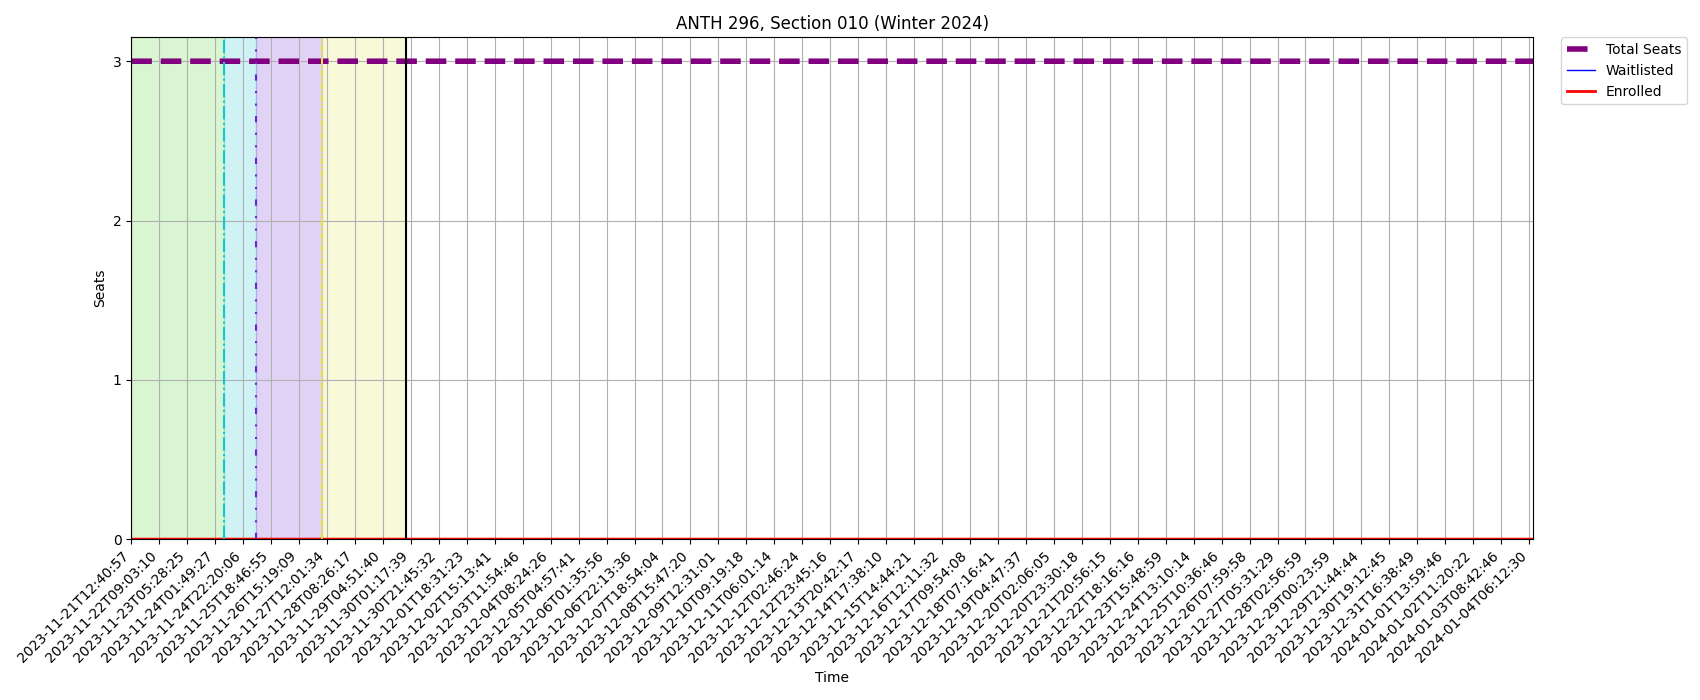 ANTH 296, Section 010 (Winter 2024)
Total Seats
Waitlisted
Enrolled
3
2
1
0
Seats
2023-11-21T12:40:57
2023-11-22T09:03:10
2023-11-23T05:28:25
2023-11-24T01:49:27
2023-11-24T22:20:06
2023-11-25T18:46:55
2023-11-26T15:19:09
2023-11-27T12:01:34
2023-11-28T08:26:17
2023-11-29T04:51:40
2023-11-30T01:17:39
2023-11-30T21:45:32
2023-12-01T18:31:23
2023-12-02T15:13:41
2023-12-03T11:54:46
2023-12-04T08:24:26
2023-12-05T04:57:41
2023-12-06T01:35:56
2023-12-06T22:13:36
2023-12-07T18:54:04
2023-12-08T15:47:20
2023-12-09T12:31:01
2023-12-10T09:19:18
2023-12-11T06:01:14
2023-12-12T02:46:24
2023-12-12T23:45:16
2023-12-13T20:42:17
2023-12-14T17:38:10
2023-12-15T14:44:21
2023-12-16T12:11:32
2023-12-17T09:54:08
2023-12-18T07:16:41
2023-12-19T04:47:37
2023-12-20T02:06:05
2023-12-20T23:30:18
2023-12-21T20:56:15
2023-12-22T18:16:16
2023-12-23T15:48:59
2023-12-24T13:10:14
2023-12-25T10:36:46
2023-12-26T07:59:58
2023-12-27T05:31:29
2023-12-28T02:56:59
2023-12-29T00:23:59
2023-12-29T21:44:44
2023-12-30T19:12:45
2023-12-31T16:38:49
2024-01-01T13:59:46
2024-01-02T11:20:22
2024-01-03T08:42:46
2024-01-04T06:12:30
Time